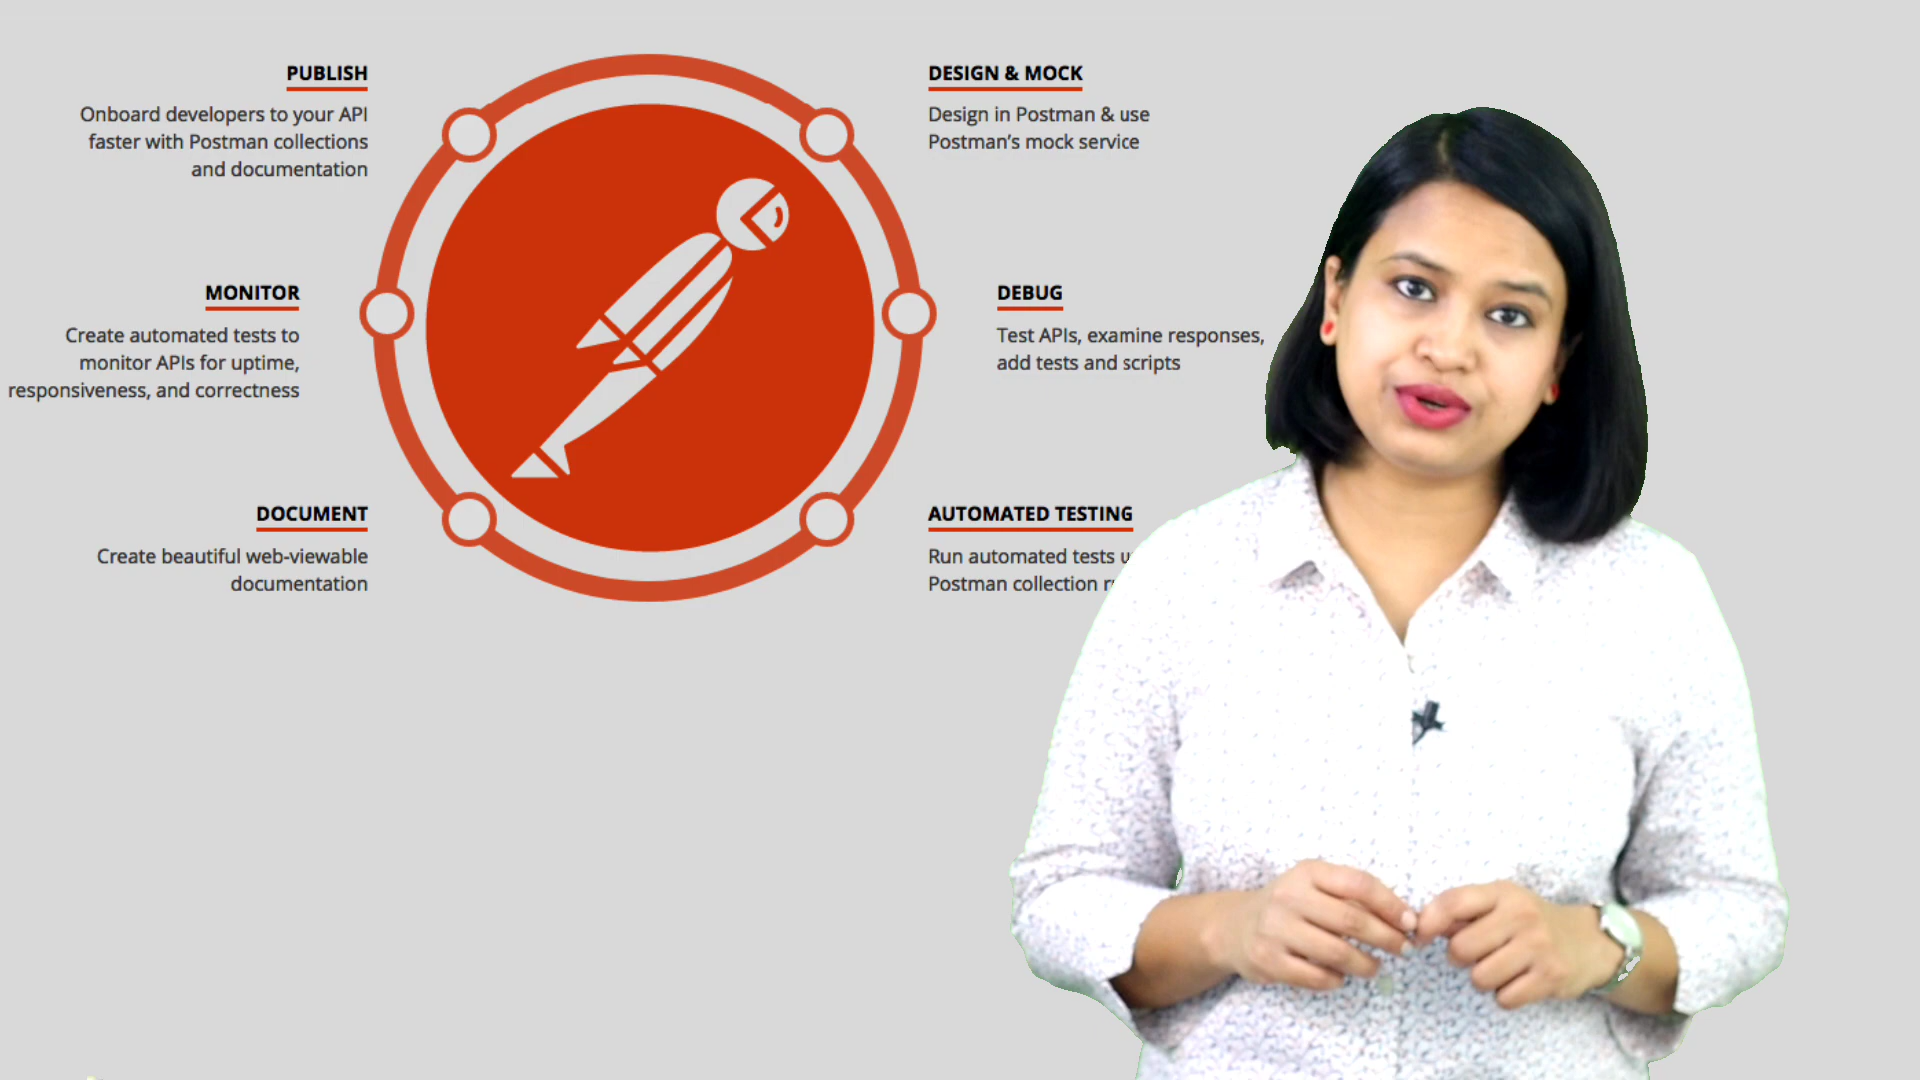 PUBLISH
Onboard developers to your API
faster with Postman collections
and documentation
DESIGN & MOCK
Design in Postman & use
Postman's mock service
MONITOR
Create automated tests to
monitor APIs for uptime,
responsiveness, and correctness
DEBUG
Test APIs, examine responses,
add tests and scripts
DOCUMENT
Create beautiful web-viewable
documentation
AUTOMATED TESTING
Run automated tests
Postman collection